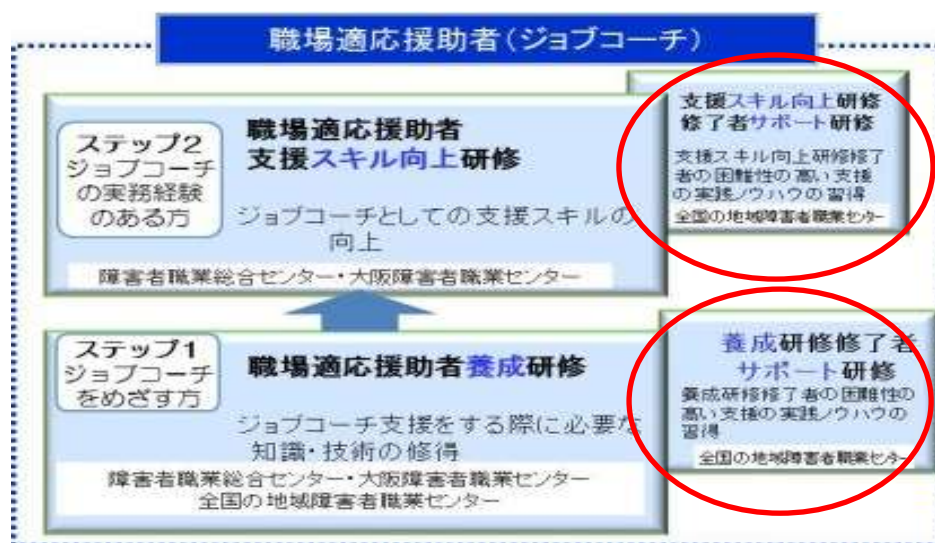 職場適応援助者(ジョブコーチ)
ステップ2
ジョブコーチ
の実務経験
のある方
職場適応援助者
支援スキル向上研修
ジョブコーチとしての支援スキルの
向上
障害者職業総合センター・大阪障害者職業センター
支援スキル向上研修
修了者サポート研修
支援スキル向上研修修了
者の困難性の高い支援
の実践ノウハウの習得
全国の地域障害者職業センター
ステップ1
ジョブコーチ
をめざす方
職場適応援助者養成研修
ジョブコーチ支援をする際に必要な
知識・技術の修得
障害者職業総合センター・大阪障害者職業センター
全国の地域障害者職業センター
養成研修修了者
サポート研修
養成研修修了者の困難性の
高い支援の実践ノウハウの
習得
全国の地域障害者職業センター